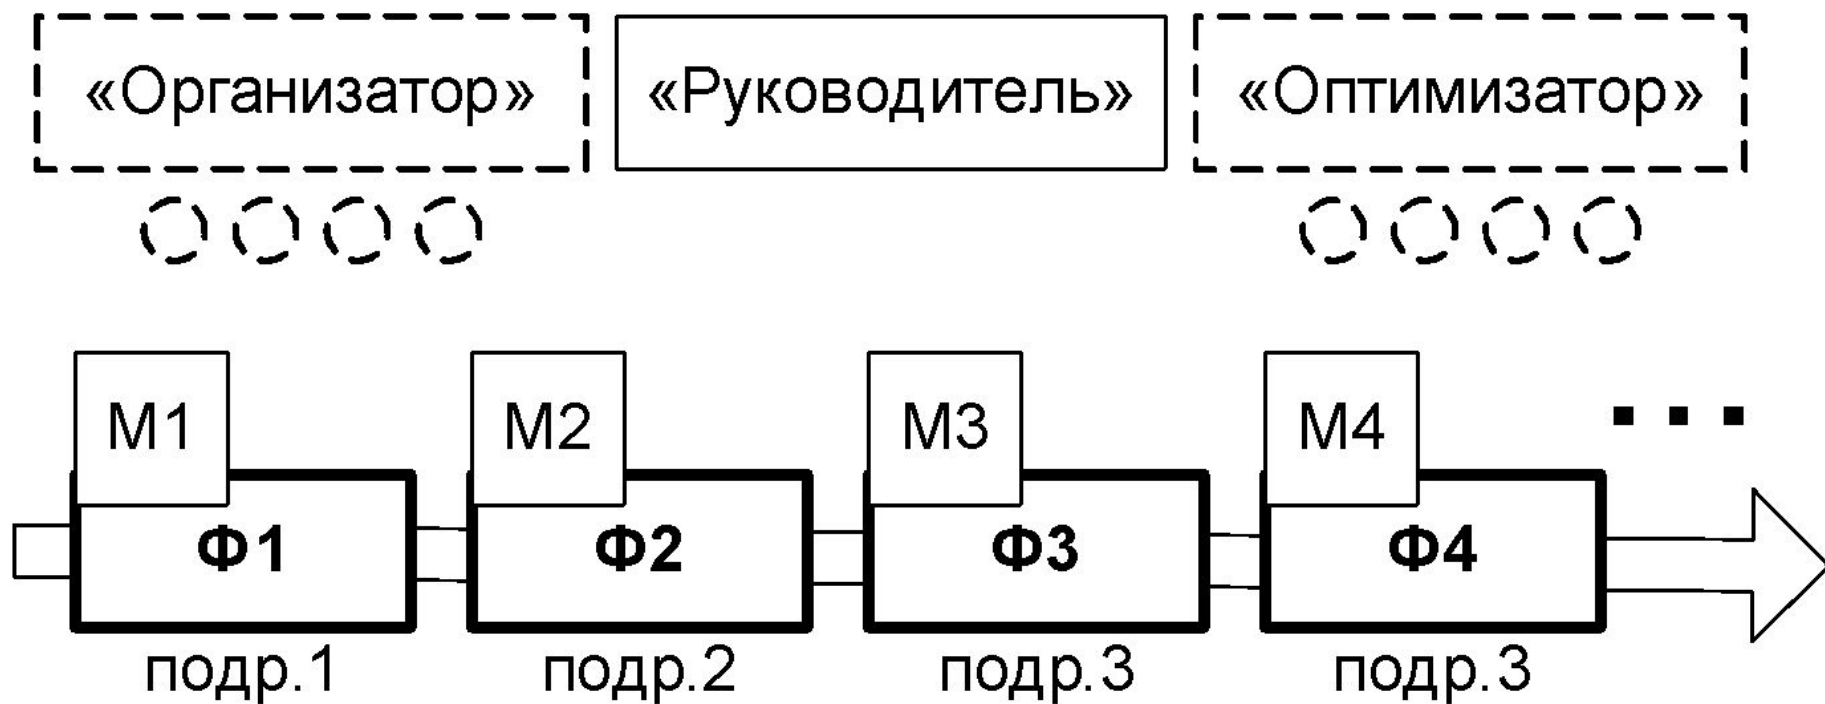 «Организатор» «Руководитель» «Оптимизатор»
М1 М2 М3 М4 ...
Ф1 Ф2 Ф3 Ф4
подр.1 подр.2 подр.3 подр.3